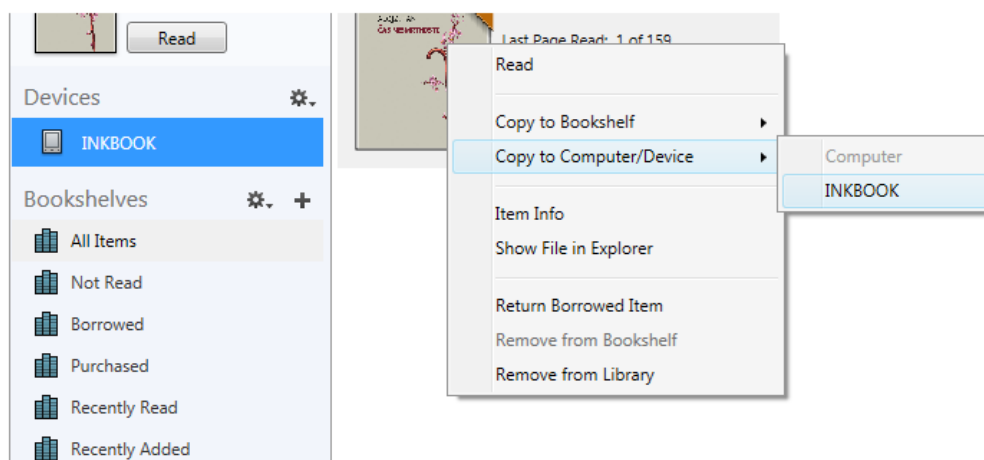 Read
Devices
INKBOOK
Bookshelves
All Items
Not Read
Borrowed
Purchased
Recently Read
Recently Added
Last Page Read: 1 of 159
Read
Copy to Bookshelf
Copy to Computer/Device
Computer
INKBOOK
Item Info
Show File in Explorer
Return Borrowed Item
Remove from Bookshelf
Remove from Library